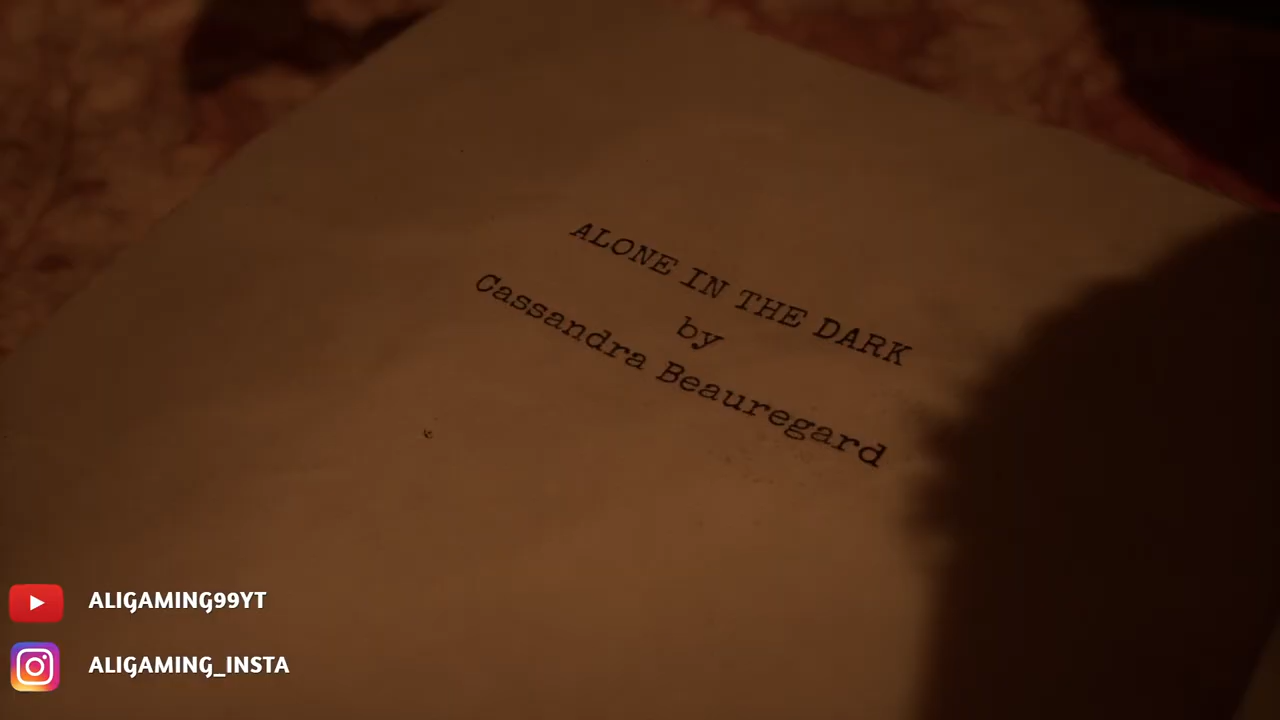 ALONE IN THE DARK
by
Cassandra Beauregard
ALIGAMING99YT
ALIGAMING_INSTA